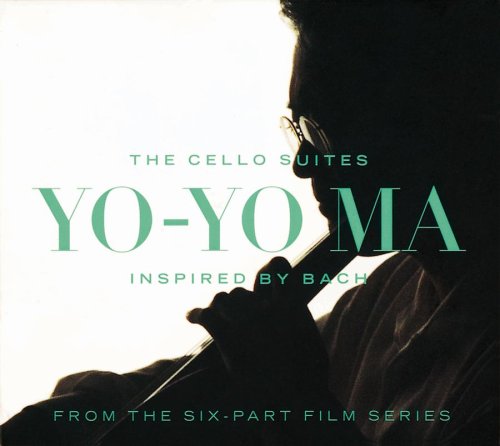 THE CELLO SUITES
YO-YO MA
INSPIRED BY BACH
FROM THE SIX-PART FILM SERIES